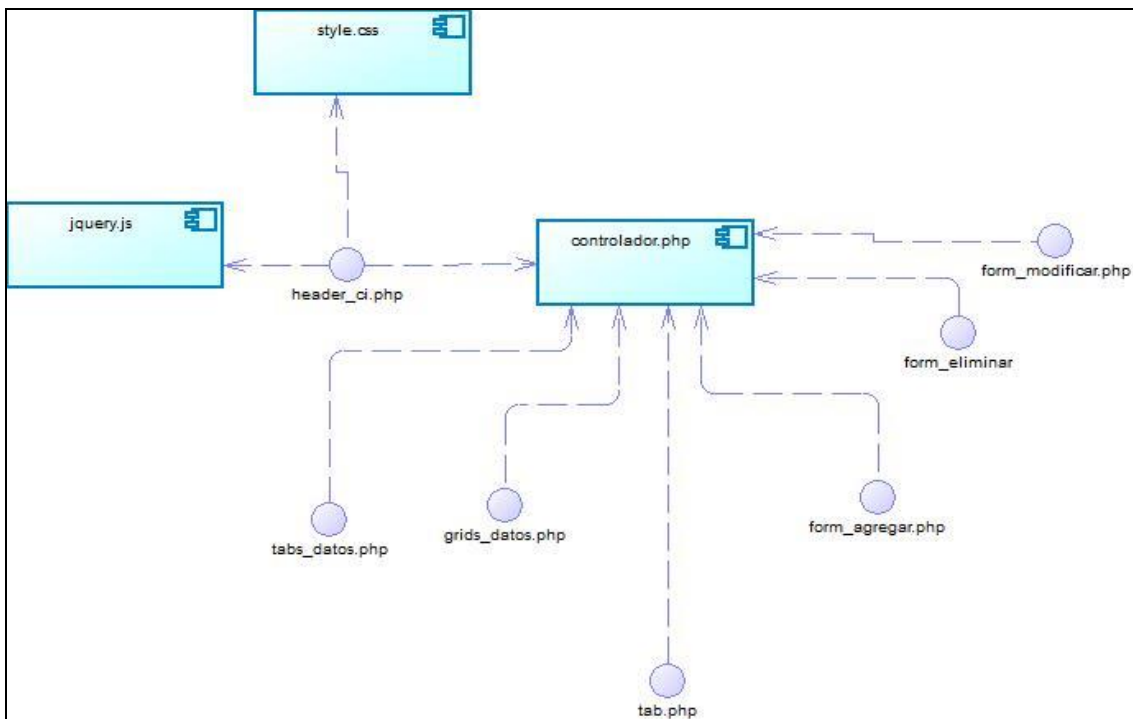 style.css
jquery.js
controlador.php
header_ci.php
form_modificar.php
form_eliminar
tabs_datos.php
grids_datos.php
form_agregar.php
tab.php